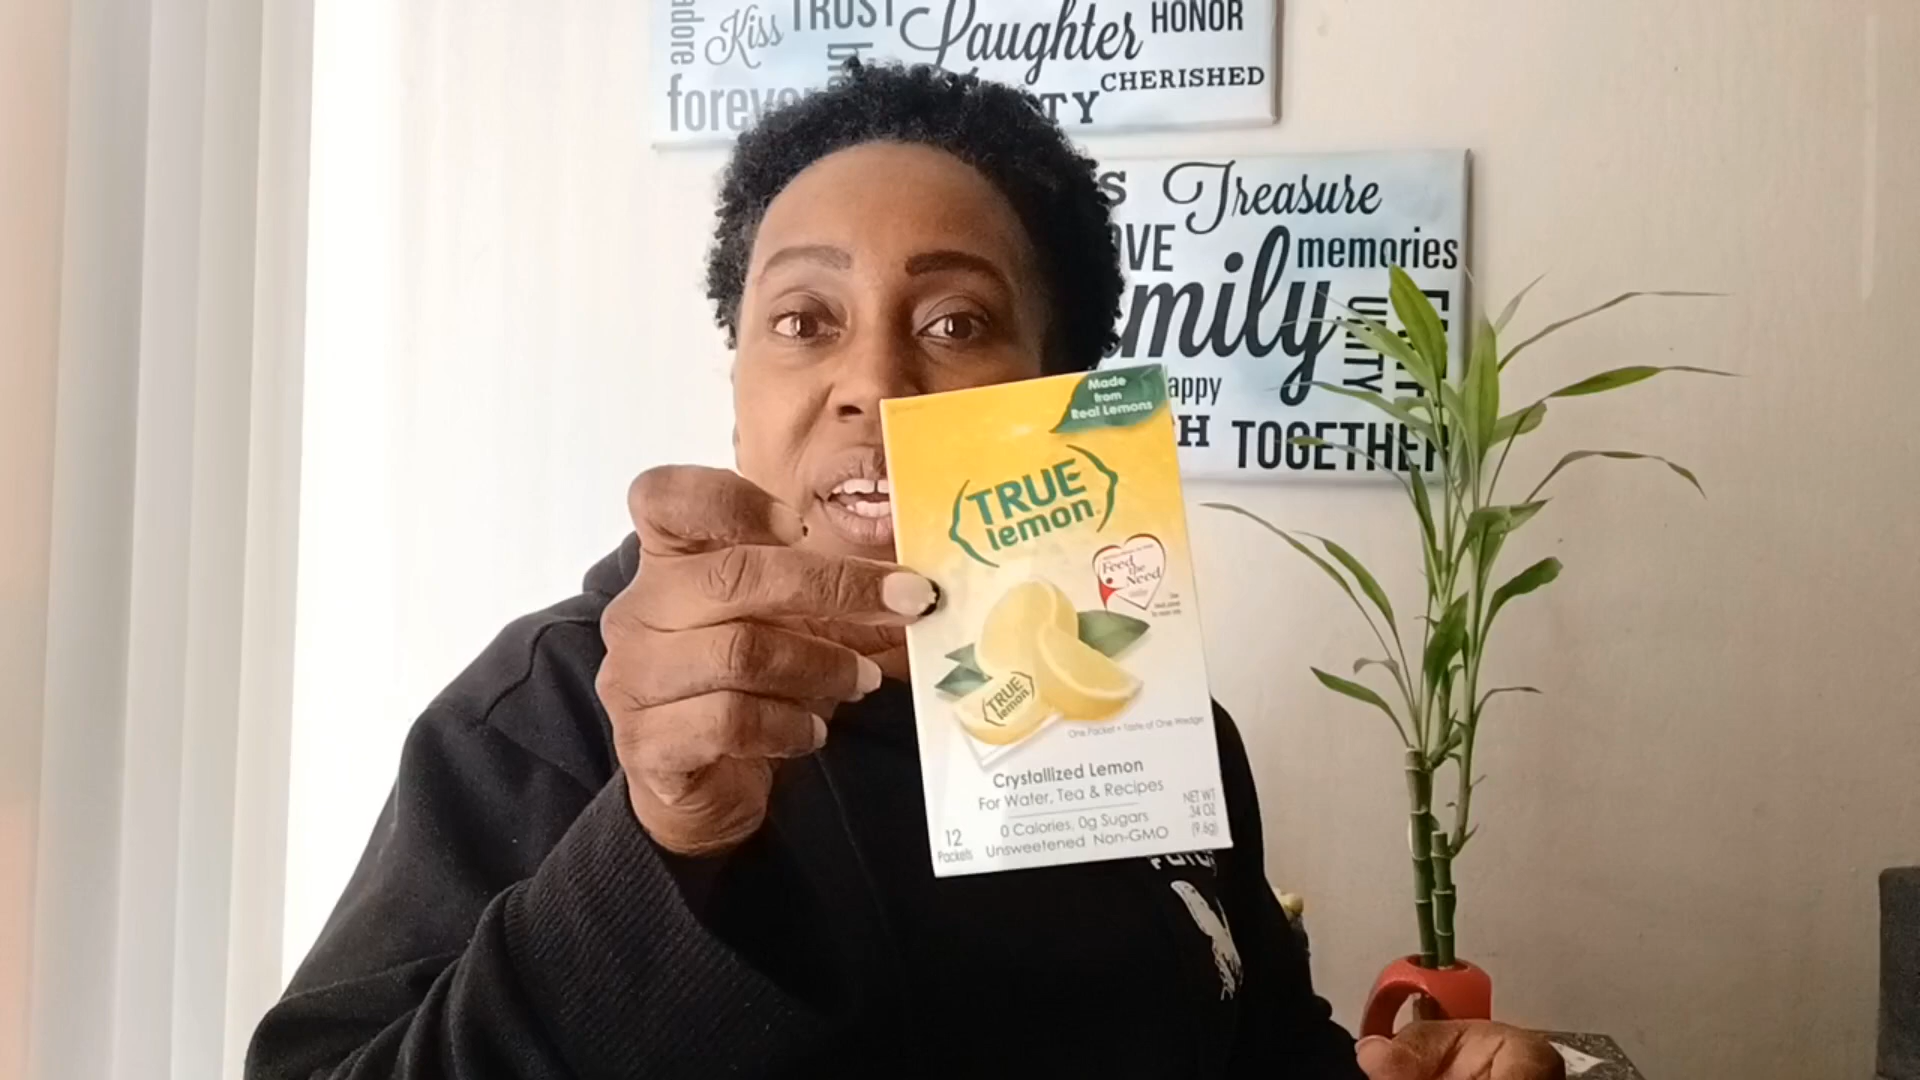 adore
Kiss
TRUST
Laughter
HONOR
CHERISHED
forever
TY
S
Treasure
OVE
memories
mily
UNITY
appy
H
TOGETHER
Made
from
Real Lemons
TRUE
lemon
Feed
the
Need
TRUE
lemon
One Packet • Taste of One Wedge
Crystallized Lemon
For Water, Tea & Recipes
0 Calories, 0g Sugars
Unsweetened Non-GMO
12
Packets
NET WT
.34 OZ
(9.6g)